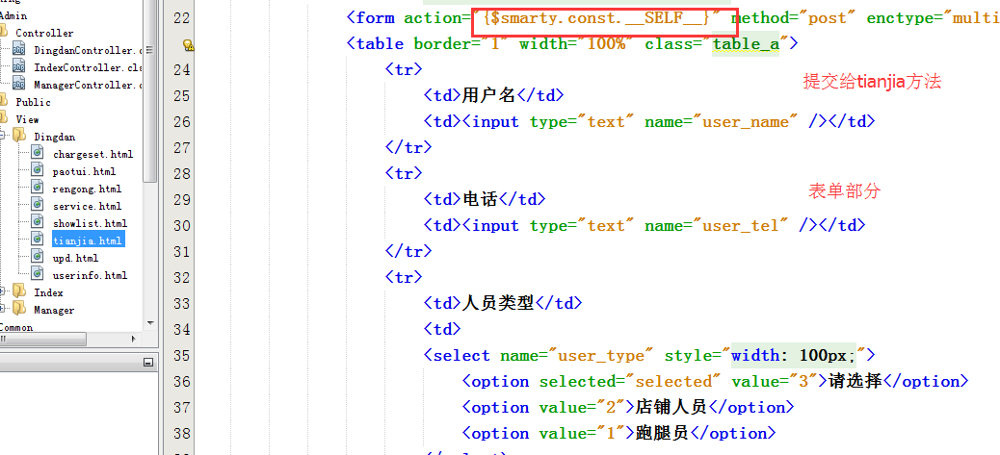 Admin
Controller
DingdanController.c
IndexController.cls
ManagerController.c
Public
View
Dingdan
chargeset.html
paotui.html
rengong.html
service.html
showlist.html
tianjia.html
upd.html
userinfo.html
Index
Manager
Common
22 <form action="{$smarty.const.__SELF__}" method="post" enctype="multi
<table border="1" width="100%" class="table_a">
24 <tr>
提交给tianjia方法
25 <td>用户名</td>
26 <td><input type="text" name="user_name" /></td>
27 </tr>
28 <tr>
表单部分
29 <td>电话</td>
30 <td><input type="text" name="user_tel" /></td>
31 </tr>
32 <tr>
33 <td>人员类型</td>
34 <td>
35 <select name="user_type" style="width: 100px;">
36 <option selected="selected" value="3">请选择</option>
37 <option value="2">店铺人员</option>
38 <option value="1">跑腿员</option>